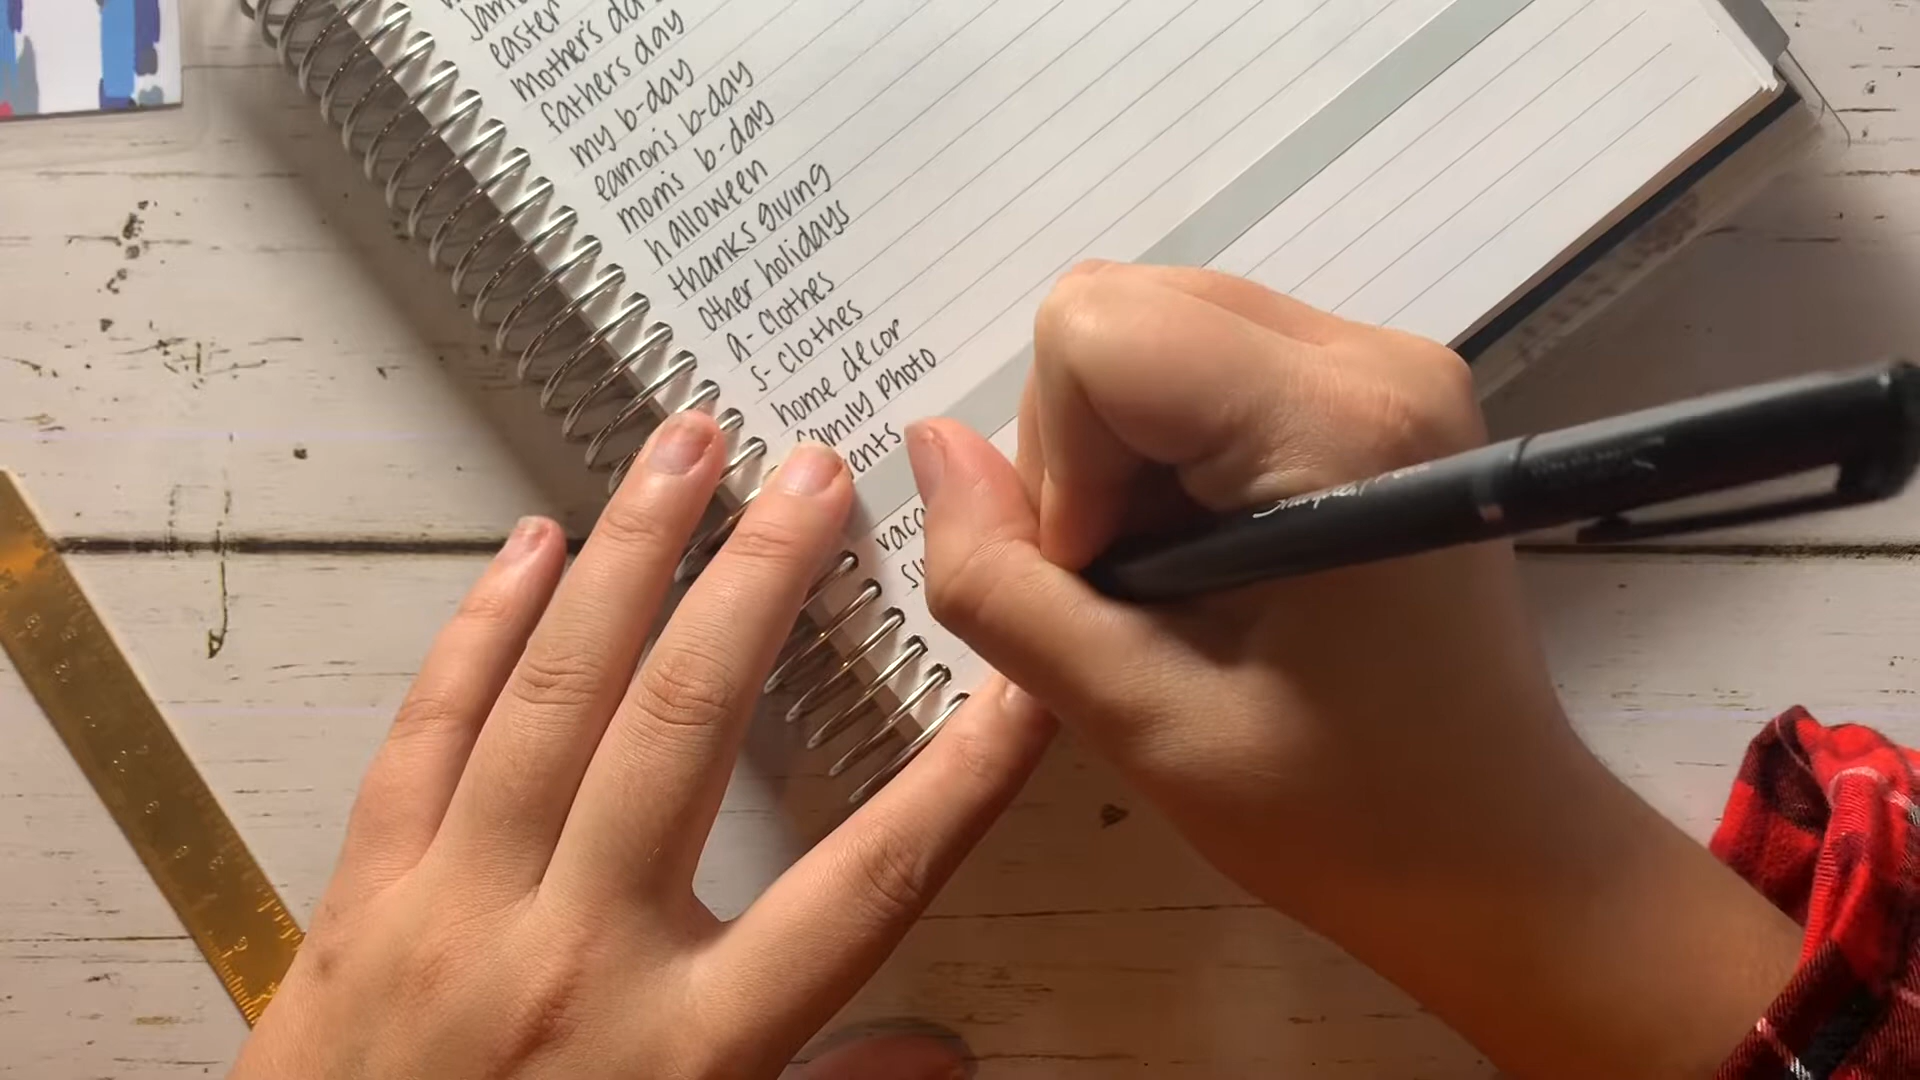 easter
mother's
fathers day
my b-day
eamon's b-day
mom's b-day
halloween
thanks giving
other holidays
a- clothes
s- clothes
home decor
family photo